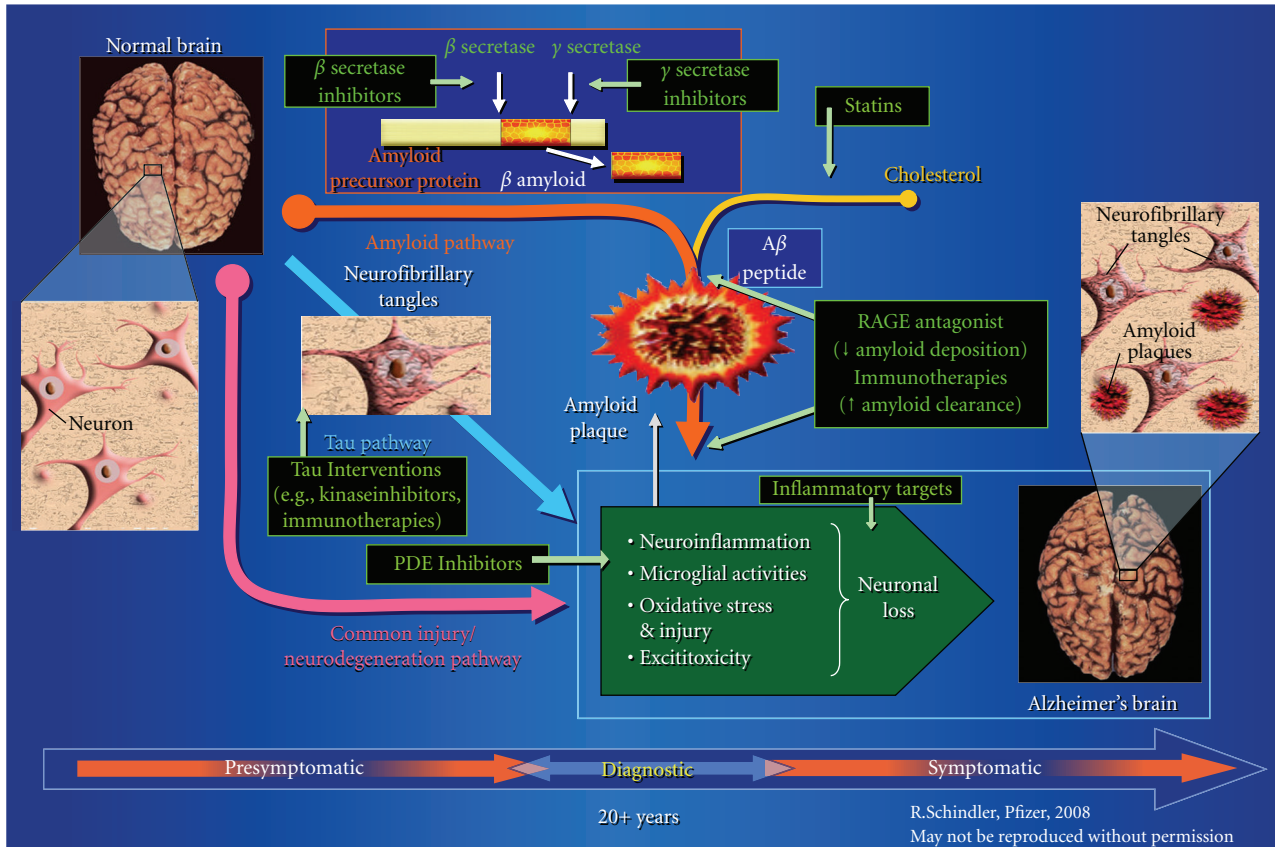 Normal brain
β secretase
γ secretase
β secretase
inhibitors
γ secretase
inhibitors
Amyloid
precursor protein
β amyloid
Statins
Cholesterol
Amyloid pathway
Aβ
peptide
Neurofibrillary
tangles
Neurofibrillary
tangles
Amyloid
plaques
RAGE antagonist
(↓ amyloid deposition)
Immunotherapies
(↑ amyloid clearance)
Neuron
Amyloid
plaque
Tau pathway
Tau Interventions
(e.g., kinaseinhibitors,
immunotherapies)
Inflammatory targets
PDE Inhibitors
• Neuroinflammation
• Microglial activities
• Oxidative stress
& injury
• Excititoxicity
Neuronal
loss
Common injury/
neurodegeneration pathway
Alzheimer's brain
Presymptomatic
Diagnostic
Symptomatic
20+ years
R.Schindler, Pfizer, 2008
May not be reproduced without permission